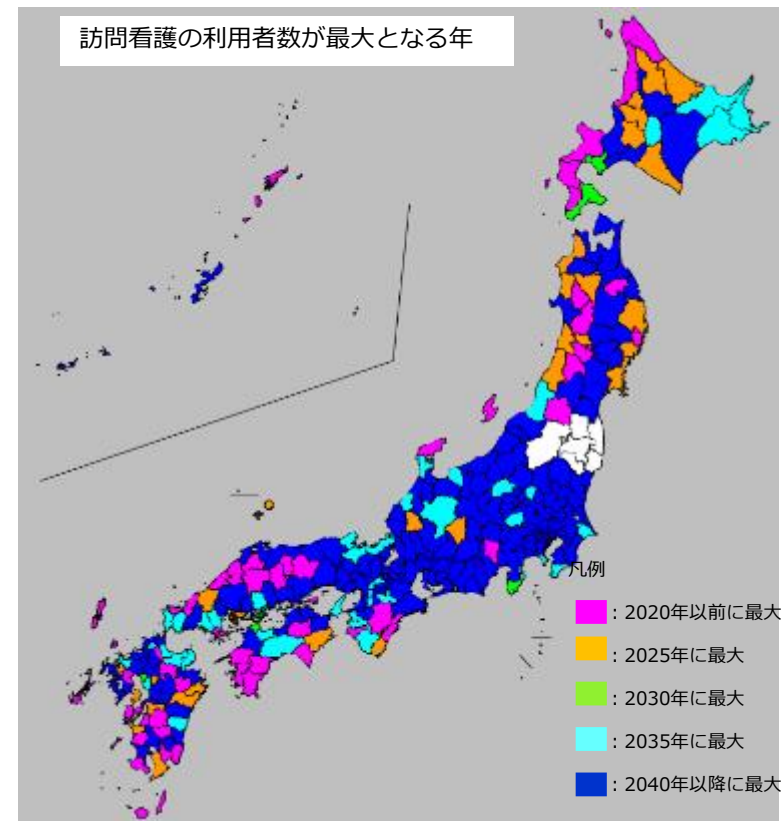 訪問看護の利用者数が最大となる年
凡例
：2020年以前に最大
：2025年に最大
：2030年に最大
：2035年に最大
：2040年以降に最大